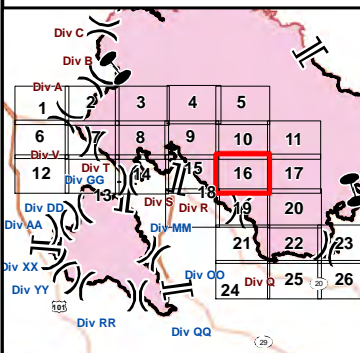 Div C
Div B
Div A
1 2 3 4 5
6 7 8 9 10 11
Div V
12 Div T 14 15 16 17
Div GG
13 18
Div DD Div S Div R 19 20
Div AA Div MM
21 22 23
Div XX Div OO
24 Div Q 25 20 26
Div YY
101
Div RR Div QQ
29